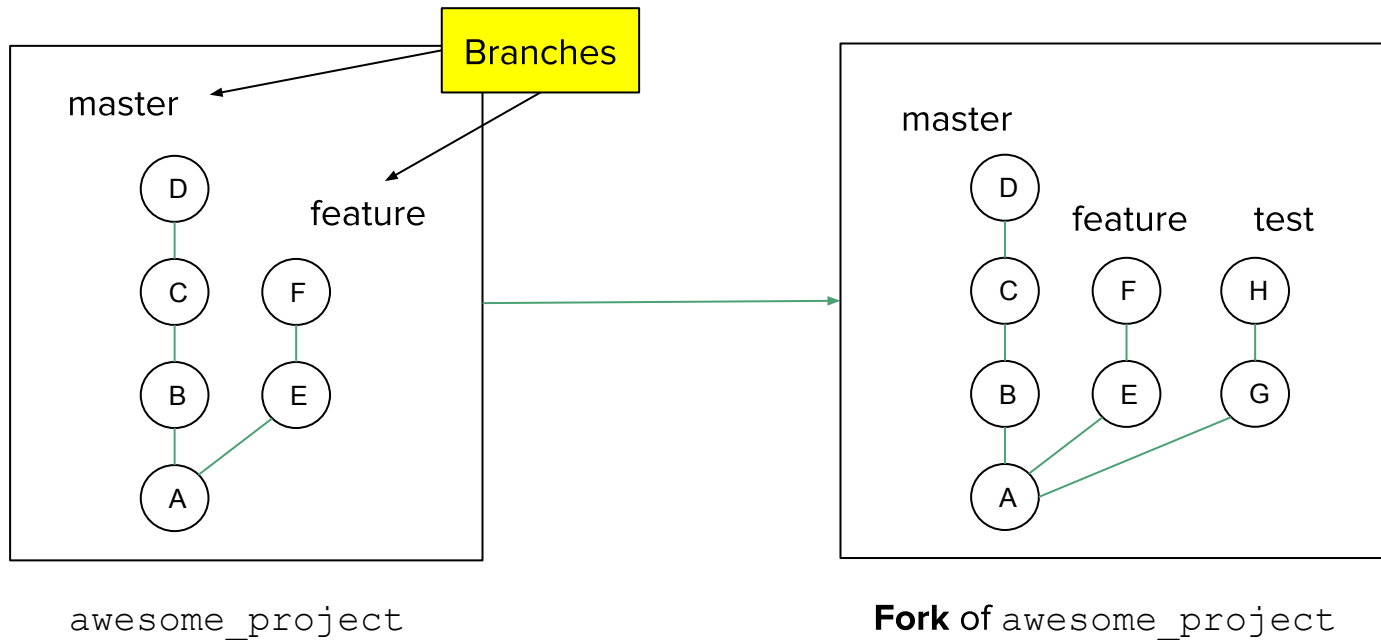 Branches
master
feature
D
C
F
B
E
A
awesome_project
master
feature
test
D
C
F
H
B
E
G
A
Fork of awesome_project